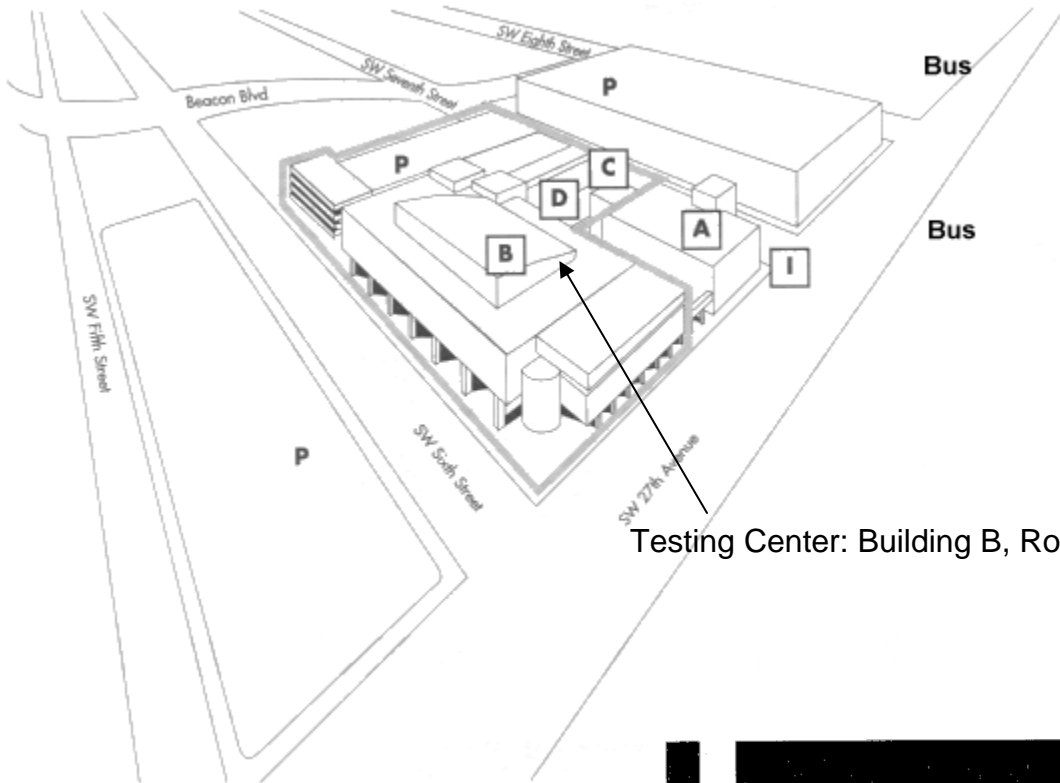 SW Eighth Street
Bus
P
SW Seventh Street
Beacon Blvd
P
C
D
A
Bus
B
I
SW Fifth Street
SW Sixth Street
P
SW 27th Avenue
Testing Center: Building B, Ro